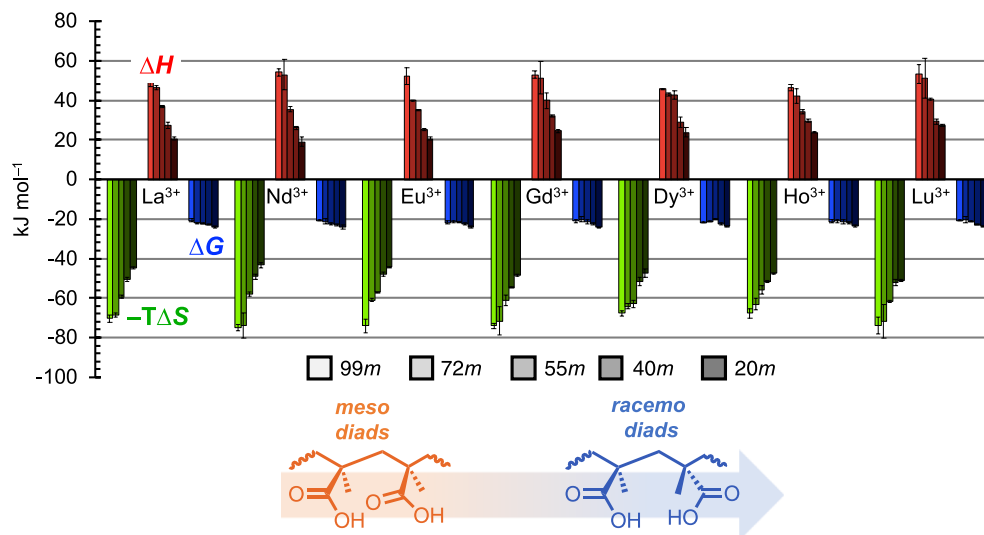 80
60
40
20
0
-20
-40
-60
-80
-100
kJ mol⁻¹
ΔH
La³⁺ Nd³⁺ Eu³⁺ Gd³⁺ Dy³⁺ Ho³⁺ Lu³⁺
ΔG
–TΔS
99m 72m 55m 40m 20m
meso
diads
racemo
diads
O OH O OH
O OH HO O